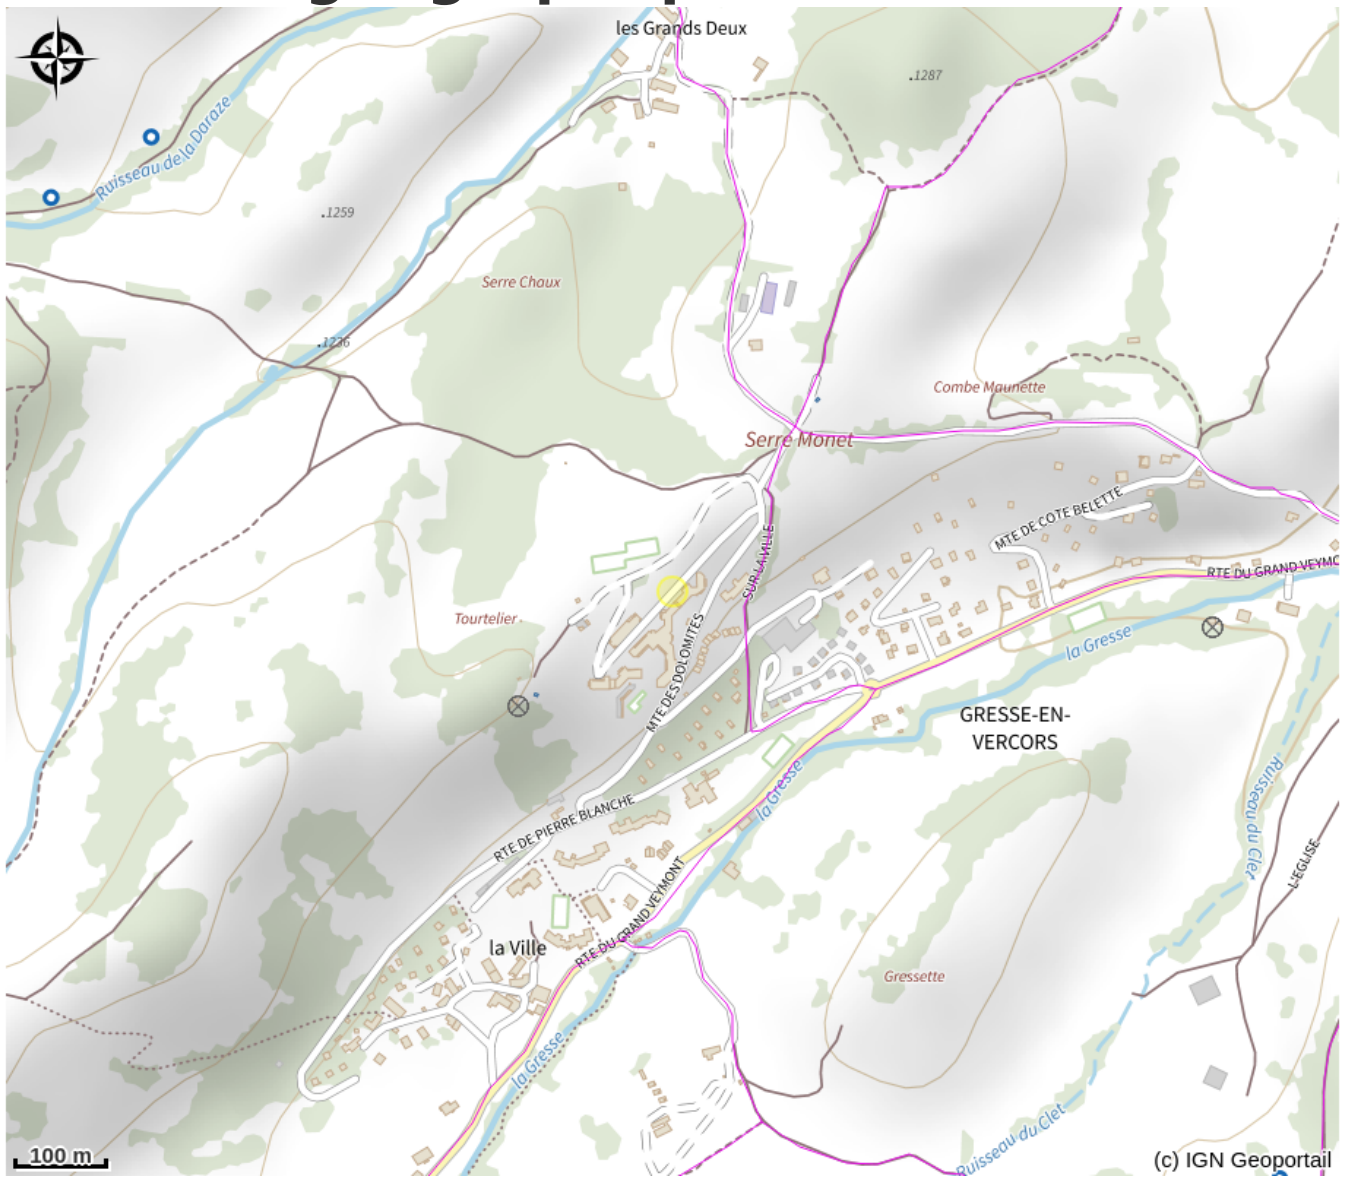 les Grands Deux
.1287
Ruisseau de la Daraze
.1259
Serre Chaux
.1236
Combe Maunette
Serre Monet
MTE DE COTE BELETTE
SUR LA VILLE
RTE DU GRAND VEYMO
Tourtelier
MTE DES DOLOMITES
la Gresse
GRESSE-EN-
VERCORS
la Gresse
RTE DE PIERRE BLANCHE
Ruisseau du Clet
L'EGLISE
RTE DU GRAND VEYMONT
la Ville
Gressette
la Gresse
Ruisseau du Clet
100 m
(c) IGN Geoportail